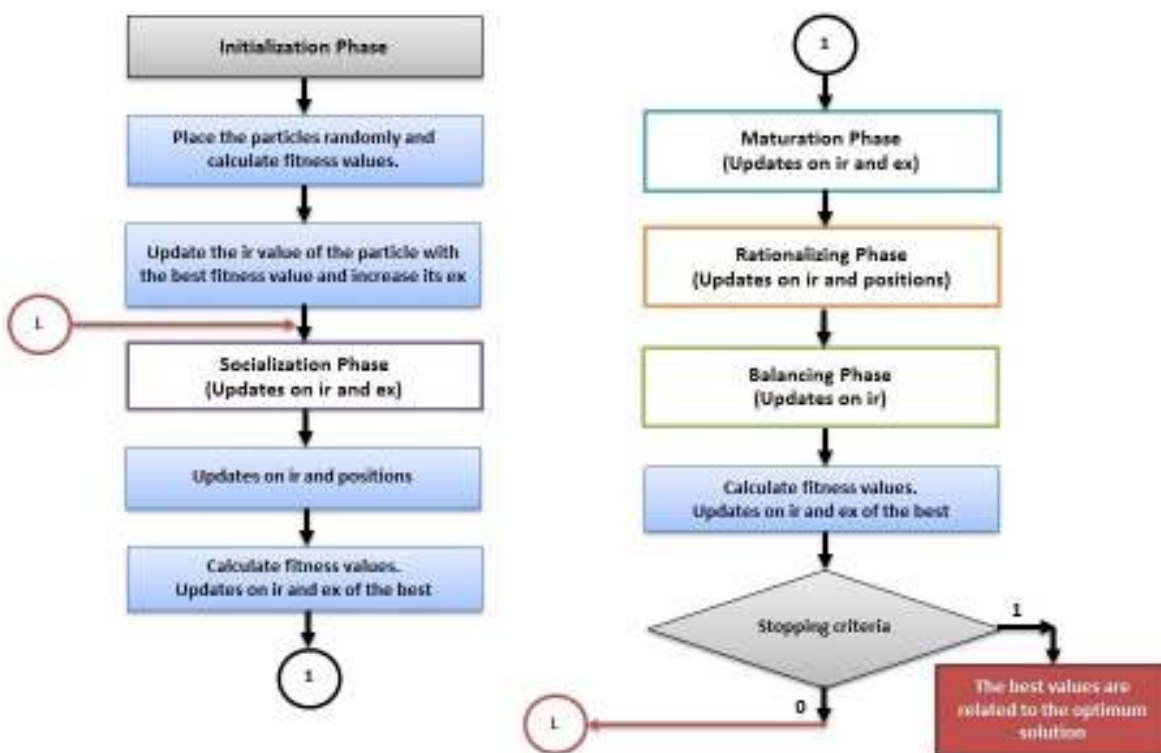 Initialization Phase
Place the particles randomly and
calculate fitness values.
Update the ir value of the particle with
the best fitness value and increase its ex
L
Socialization Phase
(Updates on ir and ex)
Updates on ir and positions
Calculate fitness values.
Updates on ir and ex of the best
1
1
Maturation Phase
(Updates on ir and ex)
Rationalizing Phase
(Updates on ir and positions)
Balancing Phase
(Updates on ir)
Calculate fitness values.
Updates on ir and ex of the best
Stopping criteria
1
The best values are
related to the optimum
solution
0
L